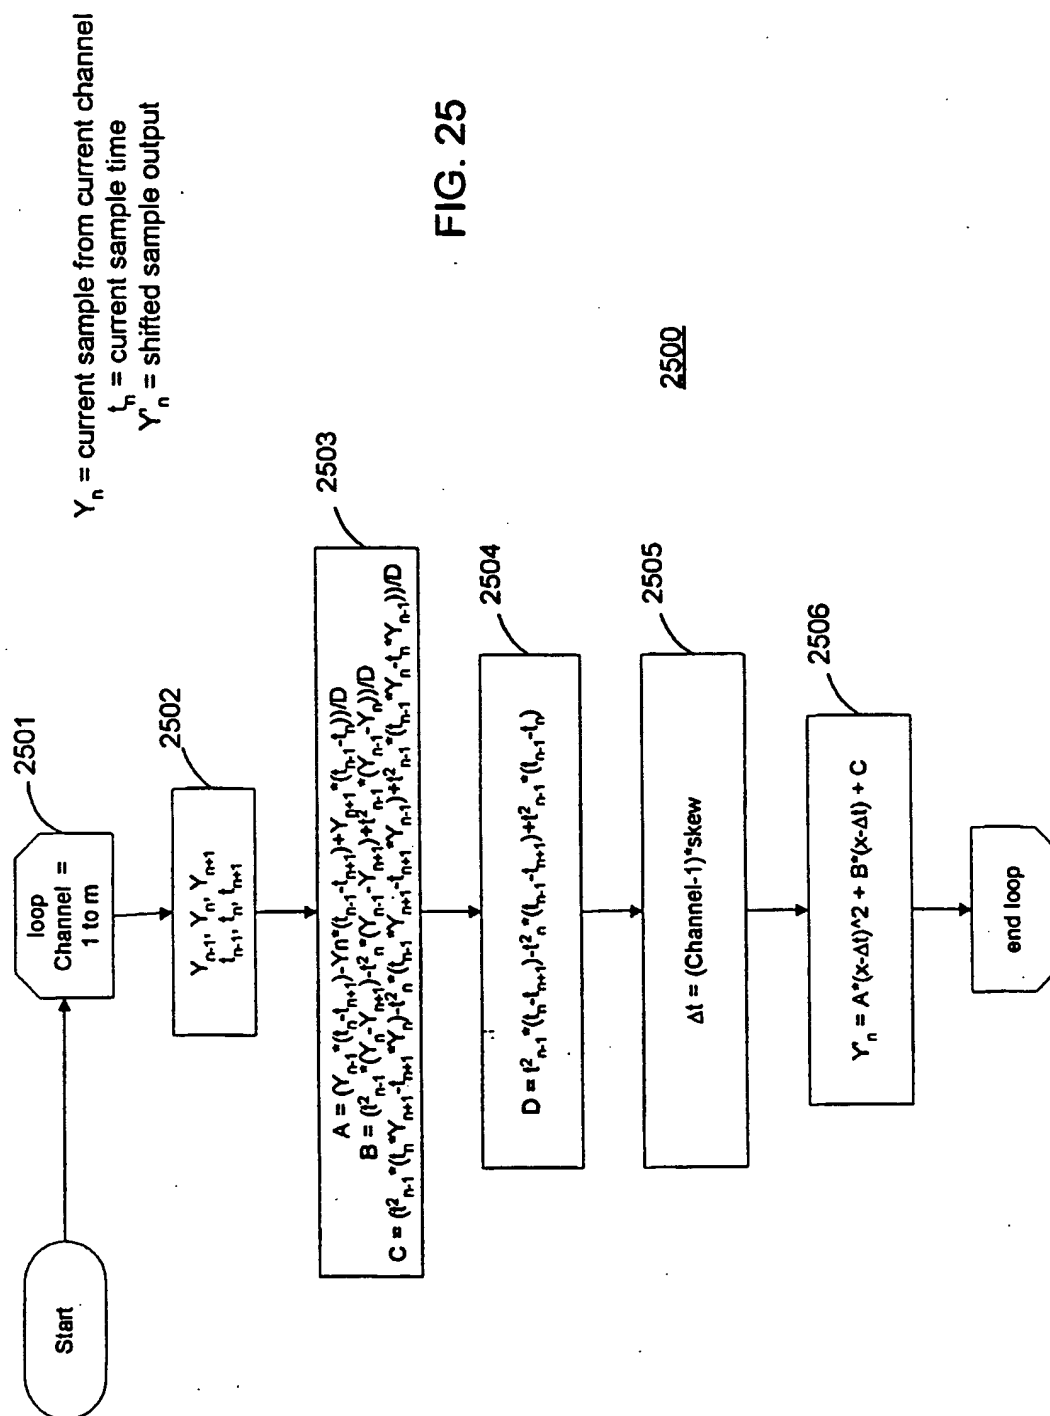 Yₙ = current sample from current channel
tₙ = current sample time
Y'ₙ = shifted sample output
FIG. 25
2500
Start
2501
loop
Channel =
1 to m
2502
Yₙ₋₁, Yₙ, Yₙ₊₁
tₙ₋₁, tₙ, tₙ₊₁
2503
A = (Yₙ₋₁*(tₙ-tₙ₊₁)-Yn*(tₙ₋₁-tₙ₊₁)+Yₙ₊₁*(tₙ₋₁-tₙ))/D
B = (t²ₙ₋₁*(Yₙ-Yₙ₊₁)-t²ₙ*(Yₙ₋₁-Yₙ₊₁)+t²ₙ₋₁*(Yₙ₋₁-Yₙ))/D
C = (t²ₙ₋₁*(tₙ*Yₙ₊₁-tₙ₊₁*Yₙ)-t²ₙ*(tₙ₋₁*Yₙ₊₁-tₙ₊₁*Yₙ₋₁)+t²ₙ₋₁*(tₙ₋₁*Yₙ-tₙ*Yₙ₋₁))/D
2504
D = t²ₙ₋₁*(tₙ-tₙ₊₁)-t²ₙ*(tₙ₋₁-tₙ₊₁)+t²ₙ₋₁*(tₙ₋₁-tₙ)
2505
Δt = (Channel-1)*skew
2506
Y'ₙ = A*(x-Δt)^2 + B*(x-Δt) + C
end loop